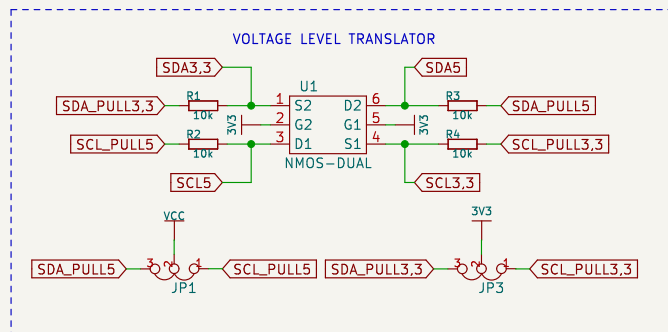 VOLTAGE LEVEL TRANSLATOR
SDA3,3
SDA5
U1
SDA_PULL3,3
R1
10k
1
S2
D2
6
R3
10k
SDA_PULL5
3V3
2
G2
G1
5
3V3
SCL_PULL5
R2
10k
3
D1
S1
4
R4
10k
SCL_PULL3,3
NMOS-DUAL
SCL5
SCL3,3
VCC
3V3
SDA_PULL5
3
2
1
SCL_PULL5
JP1
SDA_PULL3,3
3
2
1
SCL_PULL3,3
JP3